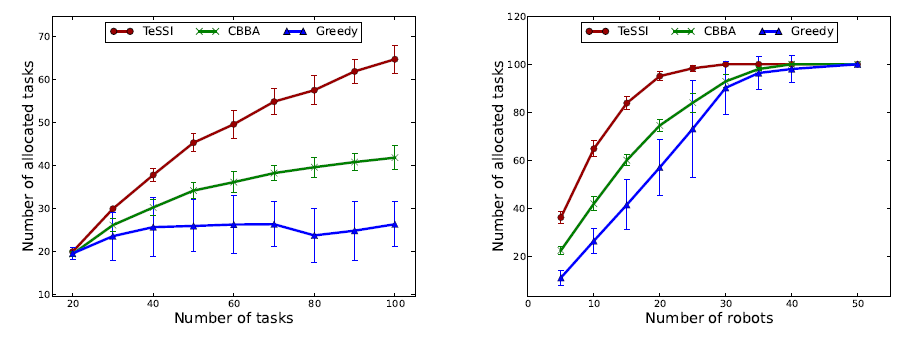 TeSSI CBBA Greedy
Number of allocated tasks
70
60
50
40
30
20
10
20 40 60 80 100
Number of tasks
TeSSI CBBA Greedy
Number of allocated tasks
120
100
80
60
40
20
0 10 20 30 40 50
Number of robots